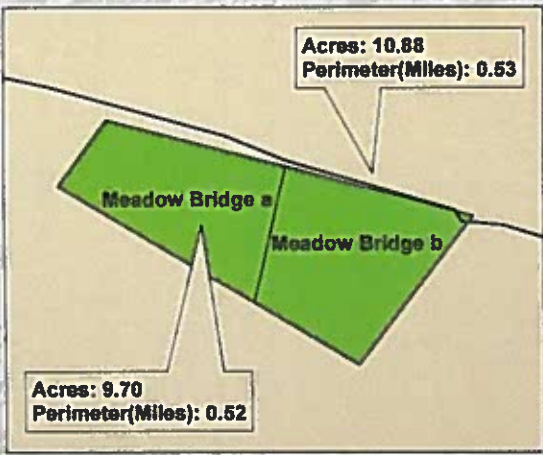 Acres: 10.88
Perimeter(Miles): 0.53
Meadow Bridge a
Meadow Bridge b
Acres: 9.70
Perimeter(Miles): 0.52